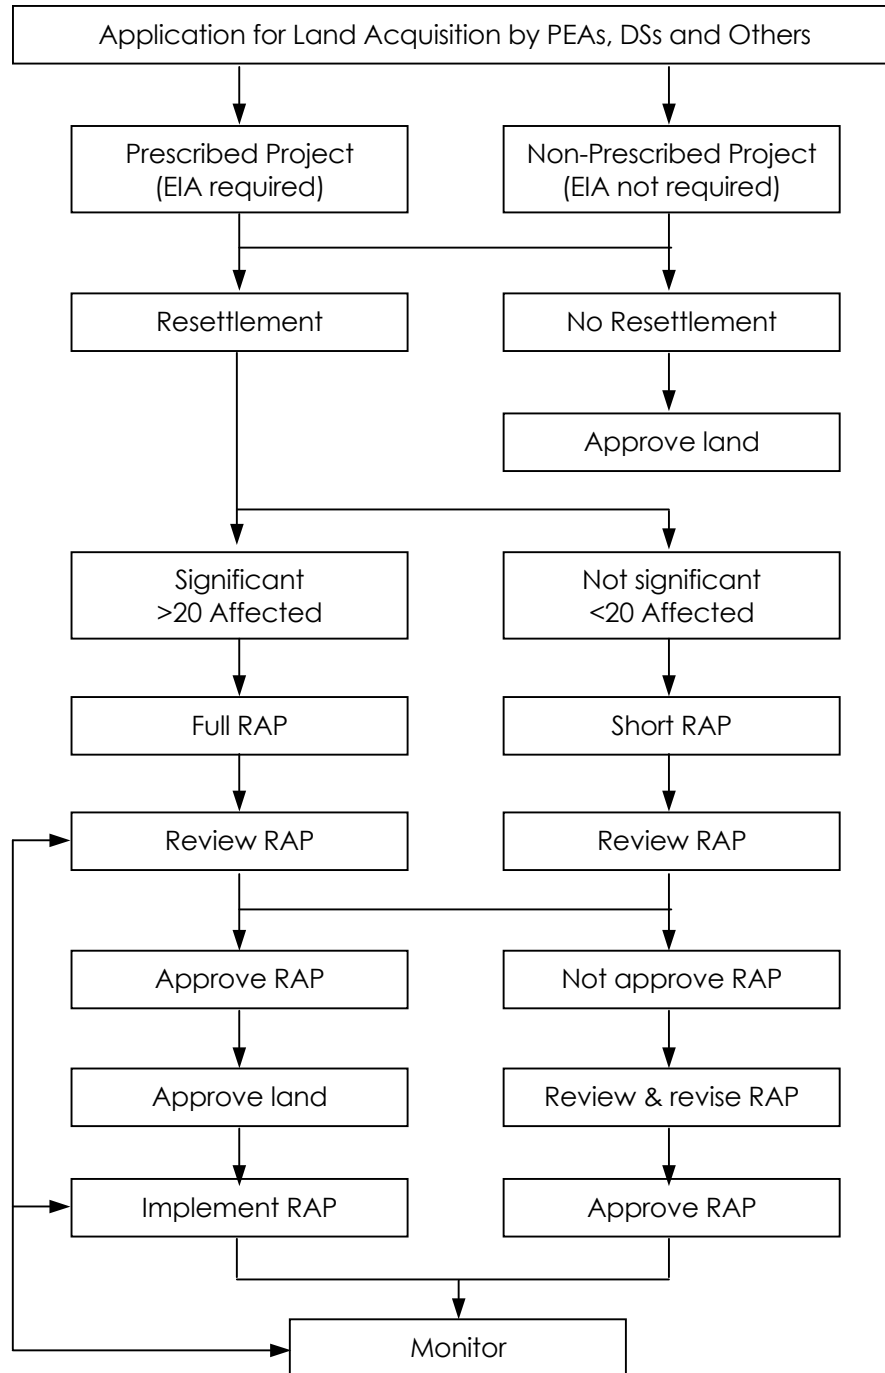 Application for Land Acquisition by PEAs, DSs and Others
Prescribed Project
(EIA required)
Non-Prescribed Project
(EIA not required)
Resettlement
No Resettlement
Approve land
Significant
>20 Affected
Not significant
<20 Affected
Full RAP
Short RAP
Review RAP
Review RAP
Approve RAP
Not approve RAP
Approve land
Review & revise RAP
Implement RAP
Approve RAP
Monitor